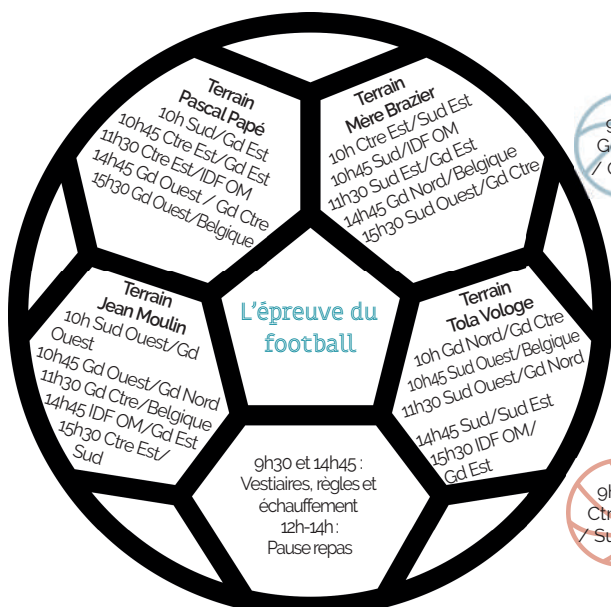 Terrain
Pascal Papé
10h Sud/Gd Est
10h45 Ctre Est/Gd Est
11h30 Ctre Est/IDF OM
14h45 Gd Ouest / Gd Ctre
15h30 Gd Ouest/Belgique
Terrain
Mère Brazier
10h Ctre Est/Sud Est
10h45 Sud/IDF OM
11h30 Sud Est/Gd Est
14h45 Gd Nord/Belgique
15h30 Sud Ouest/Gd Ctre
L'épreuve du
football
Terrain
Jean Moulin
10h Sud Ouest/Gd
Ouest
10h45 Gd Ouest/Gd Nord
11h30 Gd Ctre/Belgique
14h45 IDF OM/Gd Est
15h30 Ctre Est/
Sud
Terrain
Tola Vologe
10h Gd Nord/Gd Ctre
10h45 Sud Ouest/Belgique
11h30 Sud Ouest/Gd Nord
14h45 Sud/Sud Est
15h30 IDF OM/
Gd Est
9h30 et 14h45 :
Vestiaires, règles et
échauffement
12h-14h :
Pause repas